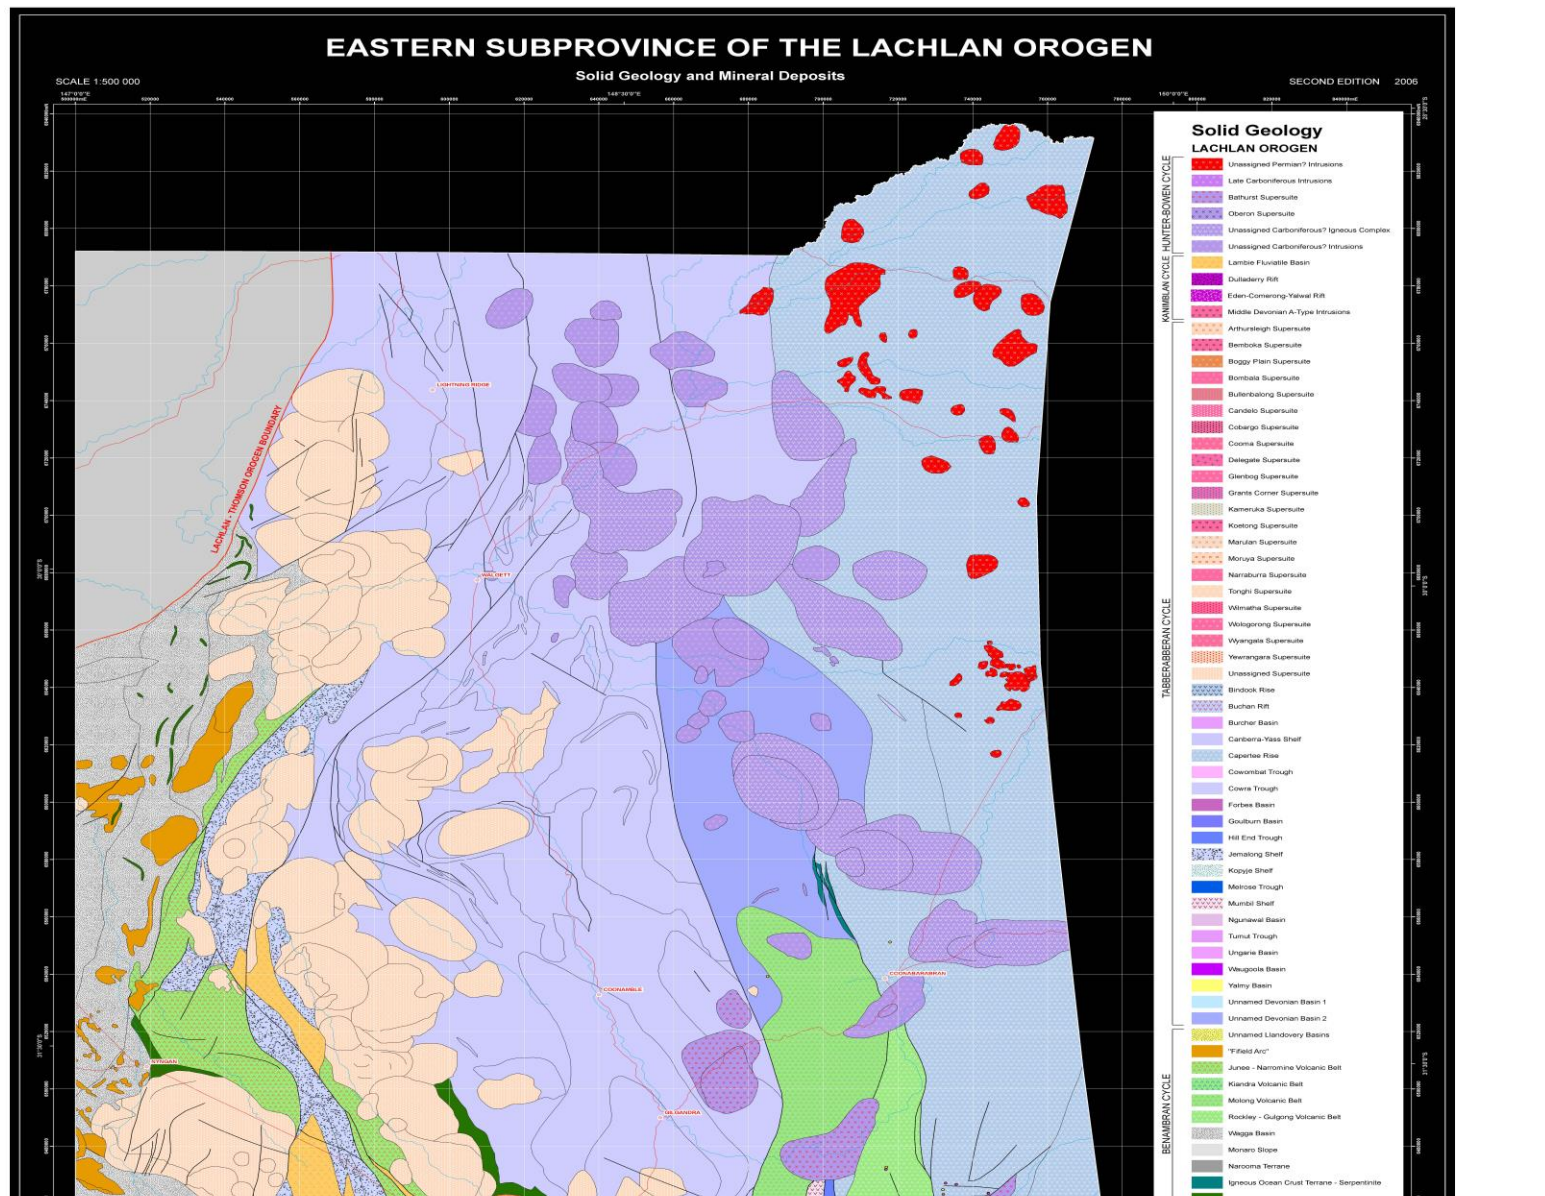 EASTERN SUBPROVINCE OF THE LACHLAN OROGEN
Solid Geology and Mineral Deposits
SCALE 1:500 000
SECOND EDITION 2006
Solid Geology
LACHLAN OROGEN
HUNTER-BOWEN CYCLE
Unassigned Permian? Intrusions
Late Carboniferous Intrusions
Bathurst Supersuite
Oberon Supersuite
Unassigned Carboniferous? Igneous Complex
Unassigned Carboniferous? Intrusions
KANIMBLAN CYCLE
Lambie Fluviatile Basin
Dulladerry Rift
Eden-Comerong-Yalwal Rift
Middle Devonian A-Type Intrusions
TABBERABBERAN CYCLE
Arthursleigh Supersuite
Bemboka Supersuite
Boggy Plain Supersuite
Bombala Supersuite
Bullenbalong Supersuite
Candelo Supersuite
Cobargo Supersuite
Cooma Supersuite
Delegate Supersuite
Glenbog Supersuite
Grants Corner Supersuite
Kameruka Supersuite
Koetong Supersuite
Marulan Supersuite
Moruya Supersuite
Narraburra Supersuite
Tonghi Supersuite
Wilmatha Supersuite
Wologorong Supersuite
Wyangala Supersuite
Yewrangara Supersuite
Unassigned Supersuite
Bindook Rise
Buchan Rift
Burcher Basin
Canberra-Yass Shelf
Capertee Rise
Cowombat Trough
Cowra Trough
Forbes Basin
Goulburn Basin
Hill End Trough
Jemalong Shelf
Kopyje Shelf
Melrose Trough
Mumbil Shelf
Ngunawal Basin
Tumut Trough
Ungarie Basin
Waugoola Basin
Yalmy Basin
Unnamed Devonian Basin 1
Unnamed Devonian Basin 2
BENAMBRAN CYCLE
Unnamed Llandovery Basins
"Fifield Arc"
Junee - Narromine Volcanic Belt
Kiandra Volcanic Belt
Molong Volcanic Belt
Rockley - Gulgong Volcanic Belt
Wagga Basin
Monaro Slope
Narooma Terrane
Igneous Ocean Crust Terrane - Serpentinite
LACHLAN - THOMSON OROGEN BOUNDARY
LIGHTNING RIDGE
WALGETT
COONABARABRAN
COONAMBLE
NYNGAN
GILGANDRA